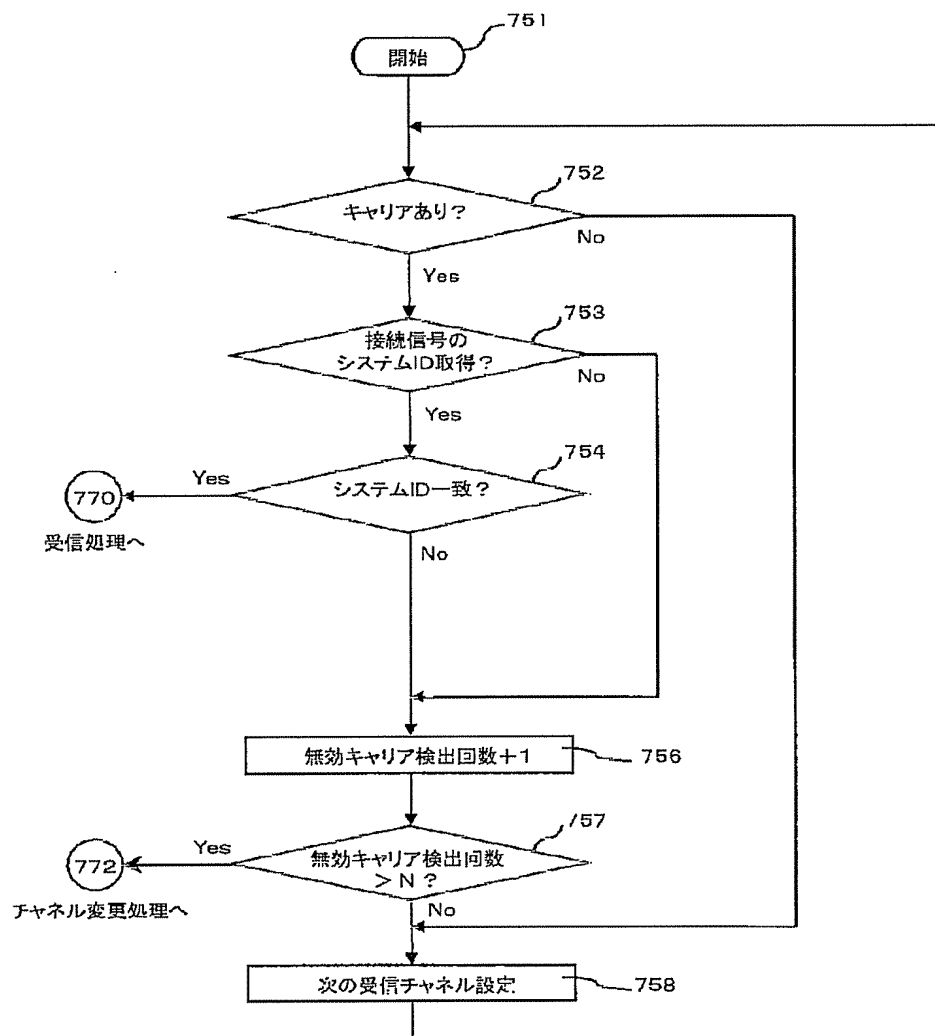 751
開始
752
キャリアあり?
No
Yes
753
接続信号の
システムID取得?
No
Yes
754
システムID一致?
Yes
770
受信処理へ
No
無効キャリア検出回数+1
756
757
無効キャリア検出回数
> N ?
Yes
772
チャネル変更処理へ
No
次の受信チャネル設定
758